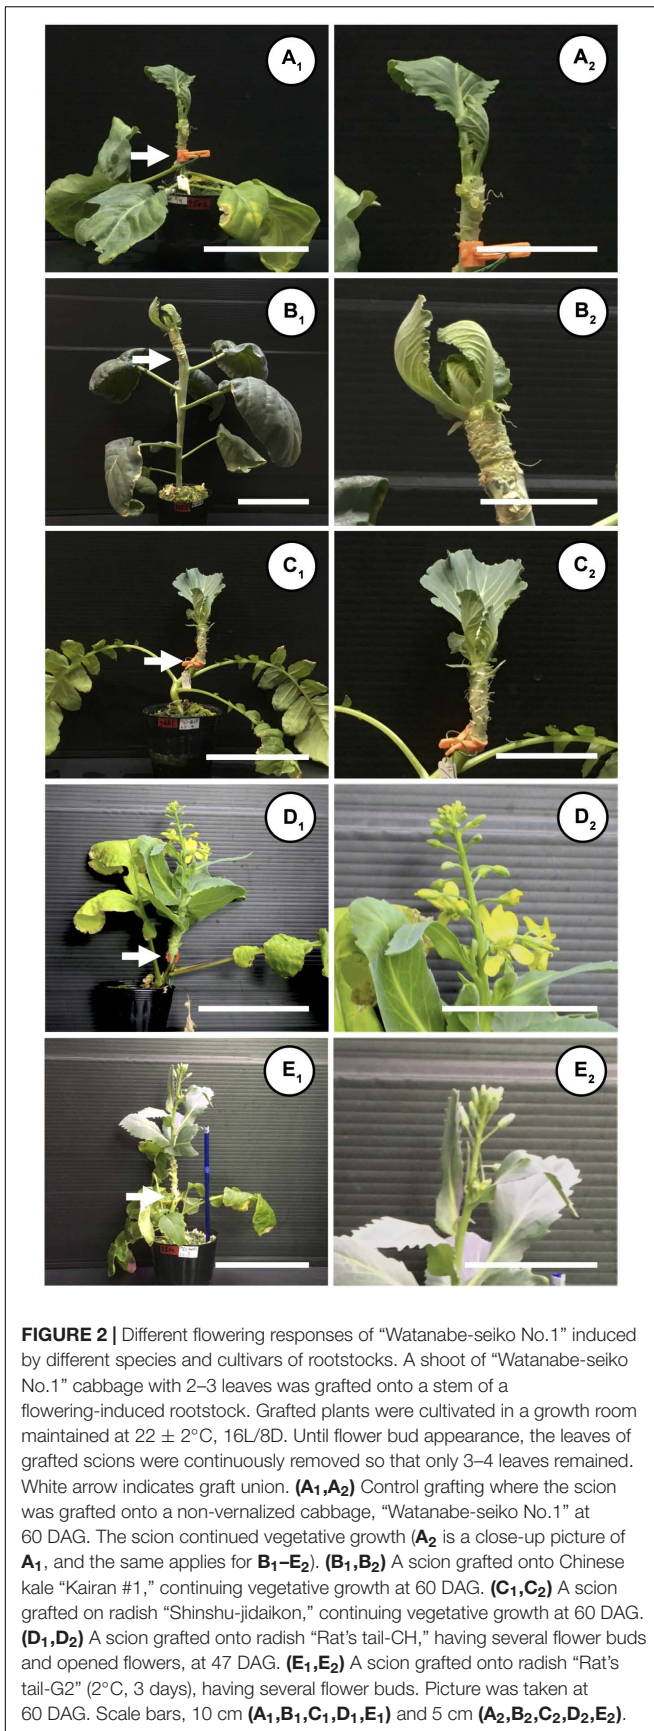 A1
A2
B1
B2
C1
C2
D1
D2
E1
E2
FIGURE 2 | Different flowering responses of “Watanabe-seiko No.1” induced
by different species and cultivars of rootstocks. A shoot of “Watanabe-seiko
No.1” cabbage with 2–3 leaves was grafted onto a stem of a
flowering-induced rootstock. Grafted plants were cultivated in a growth room
maintained at 22 ± 2°C, 16L/8D. Until flower bud appearance, the leaves of
grafted scions were continuously removed so that only 3–4 leaves remained.
White arrow indicates graft union. (A1,A2) Control grafting where the scion
was grafted onto a non-vernalized cabbage, “Watanabe-seiko No.1” at
60 DAG. The scion continued vegetative growth (A2 is a close-up picture of
A1, and the same applies for B1–E2). (B1,B2) A scion grafted onto Chinese
kale “Kairan #1,” continuing vegetative growth at 60 DAG. (C1,C2) A scion
grafted on radish “Shinshu-jidaikon,” continuing vegetative growth at 60 DAG.
(D1,D2) A scion grafted onto radish “Rat’s tail-CH,” having several flower buds
and opened flowers, at 47 DAG. (E1,E2) A scion grafted onto radish “Rat’s
tail-G2” (2°C, 3 days), having several flower buds. Picture was taken at
60 DAG. Scale bars, 10 cm (A1,B1,C1,D1,E1) and 5 cm (A2,B2,C2,D2,E2).